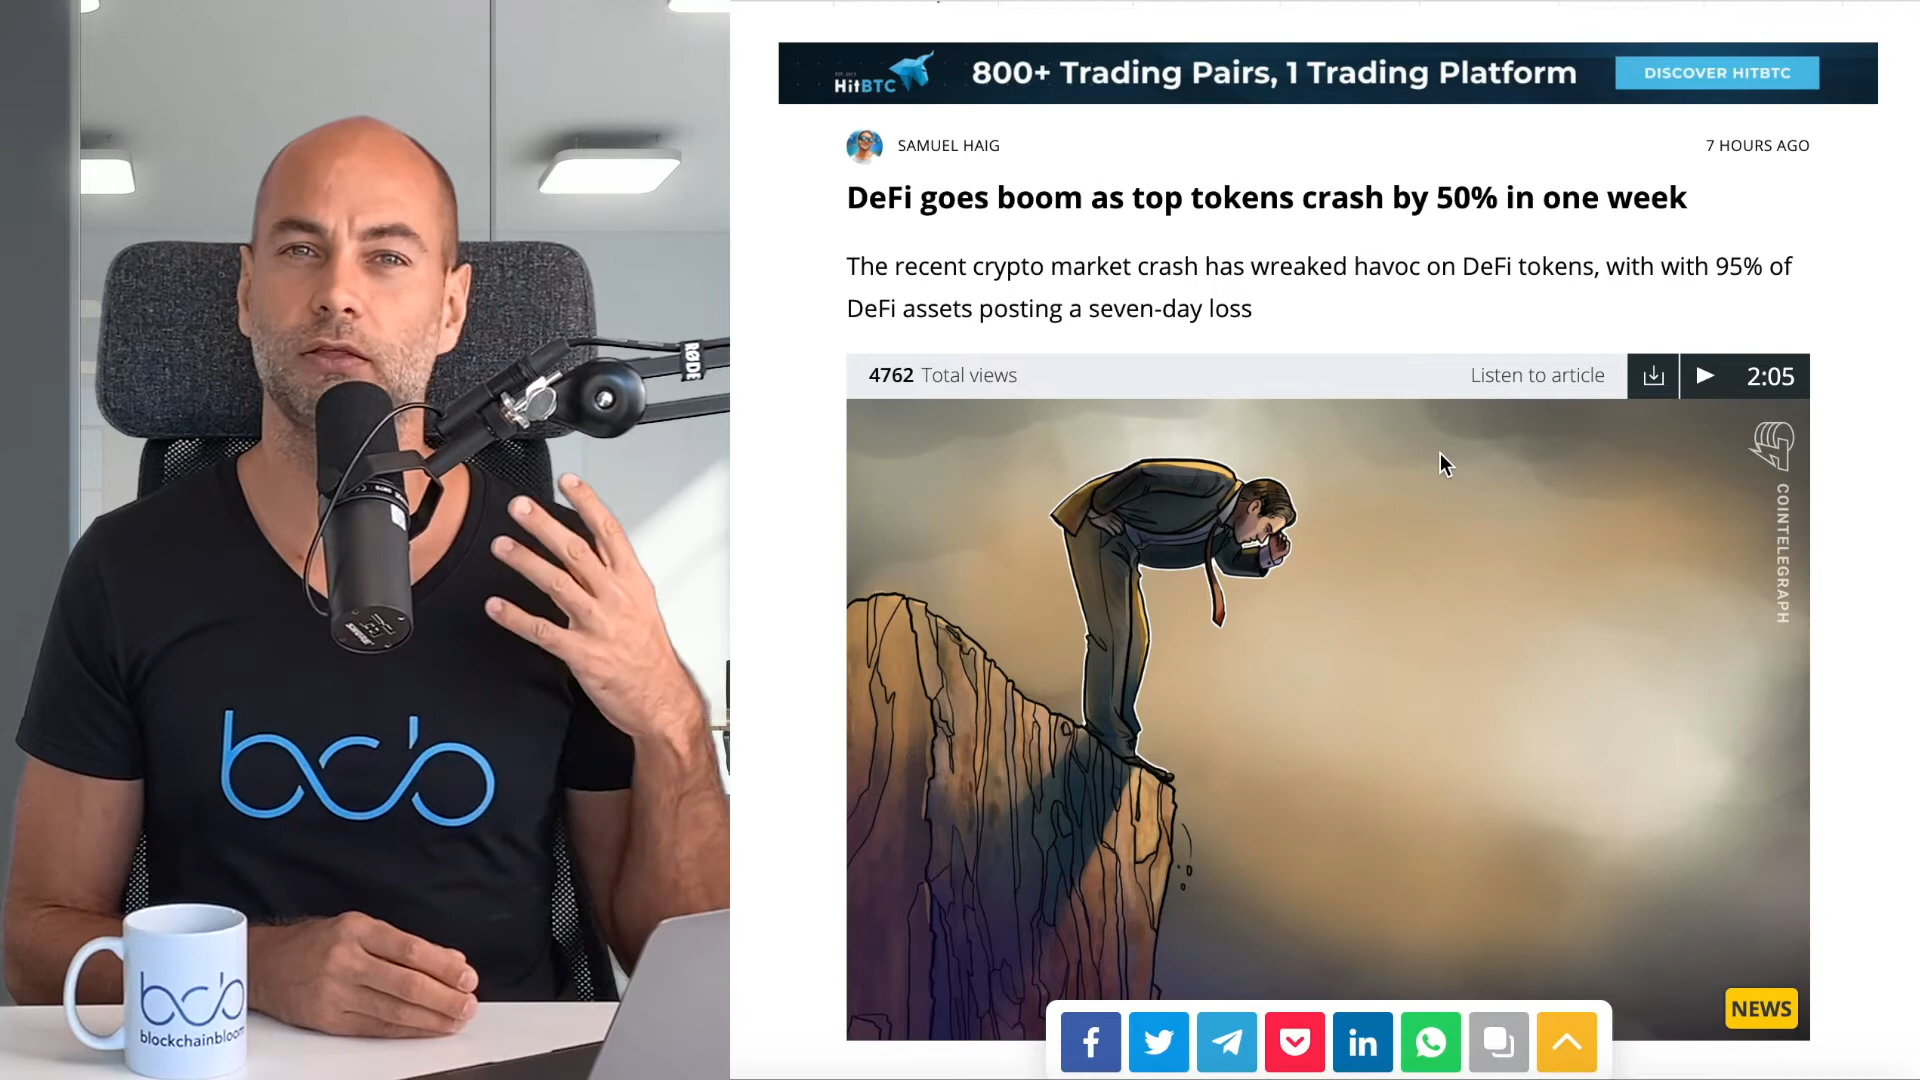 HitBTC
800+ Trading Pairs, 1 Trading Platform
DISCOVER HITBTC
SAMUEL HAIG
7 HOURS AGO
DeFi goes boom as top tokens crash by 50% in one week
The recent crypto market crash has wreaked havoc on DeFi tokens, with with 95% of
DeFi assets posting a seven-day loss
4762 Total views
Listen to article
2:05
COINTELEGRAPH
NEWS
RØDE
bcb
bcb
blockchainbloom